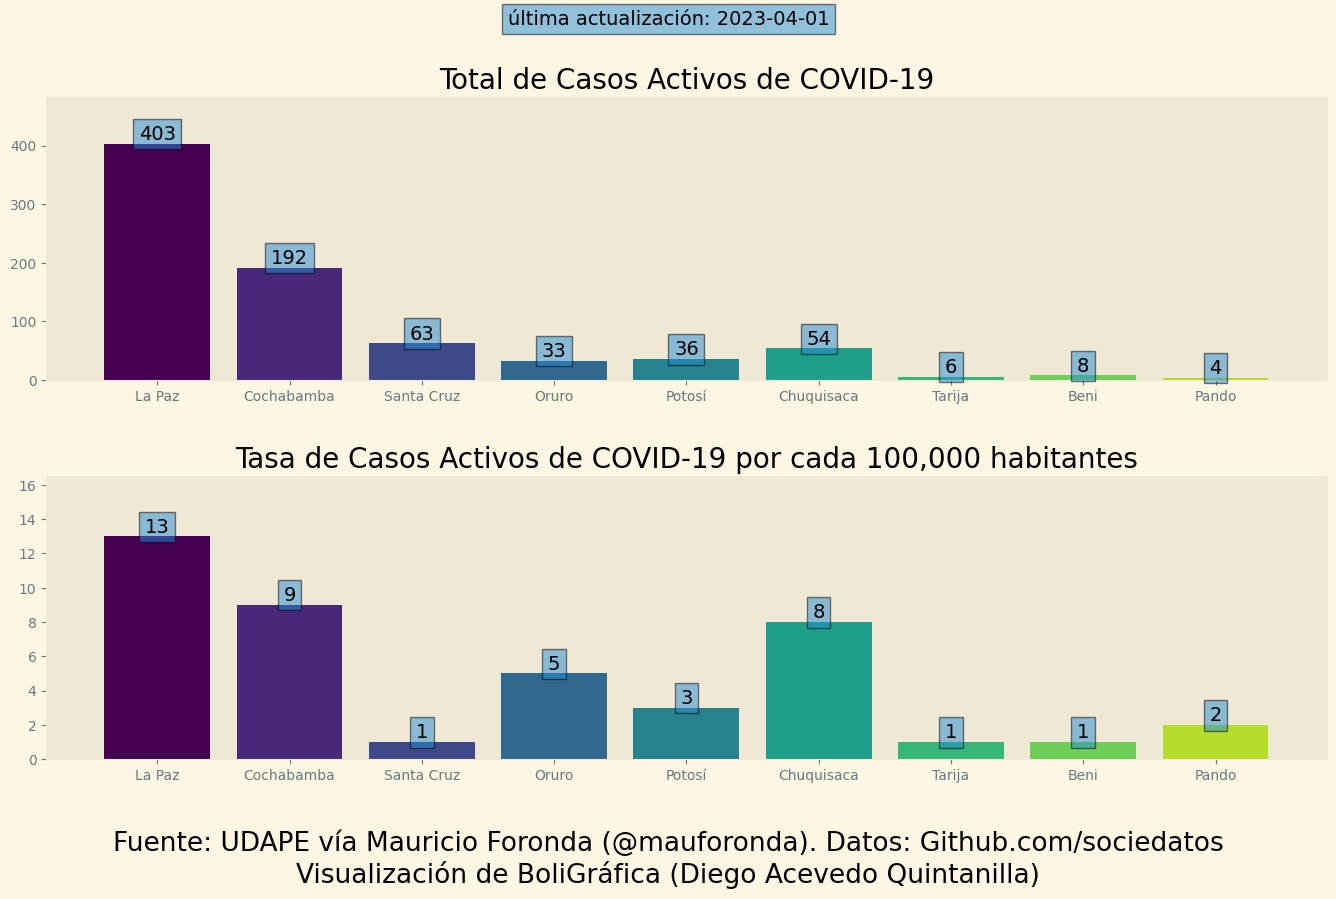 última actualización: 2023-04-01
Total de Casos Activos de COVID-19
400
300
200
100
0
403
192
63
33
36
54
6
8
4
La Paz
Cochabamba
Santa Cruz
Oruro
Potosí
Chuquisaca
Tarija
Beni
Pando
Tasa de Casos Activos de COVID-19 por cada 100,000 habitantes
16
14
12
10
8
6
4
2
0
13
9
1
5
3
8
1
1
2
La Paz
Cochabamba
Santa Cruz
Oruro
Potosí
Chuquisaca
Tarija
Beni
Pando
Fuente: UDAPE vía Mauricio Foronda (@mauforonda). Datos: Github.com/sociedatos
Visualización de BoliGráfica (Diego Acevedo Quintanilla)